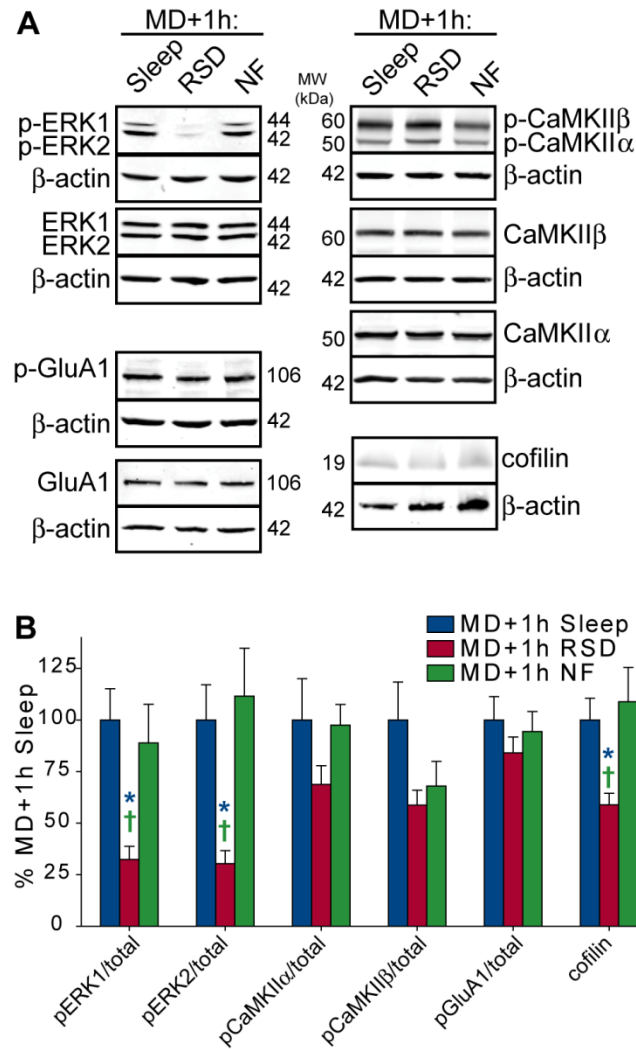 A
MD+1h:
Sleep RSD NF
p-ERK1
p-ERK2
44
42
β-actin
42
ERK1
ERK2
44
42
β-actin
42
p-GluA1
106
β-actin
42
GluA1
106
β-actin
42
MW
(kDa)
MD+1h:
Sleep RSD NF
60
50
p-CaMKIIβ
p-CaMKIIα
42
β-actin
60
CaMKIIβ
42
β-actin
50
CaMKIIα
42
β-actin
19
cofilin
42
β-actin
B
MD+1h Sleep
MD+1h RSD
MD+1h NF
% MD+1h Sleep
125
100
75
50
25
0
*
†
*
†
*
†
pERK1/total
pERK2/total
pCaMKIIα/total
pCaMKIIβ/total
pGluA1/total
cofilin